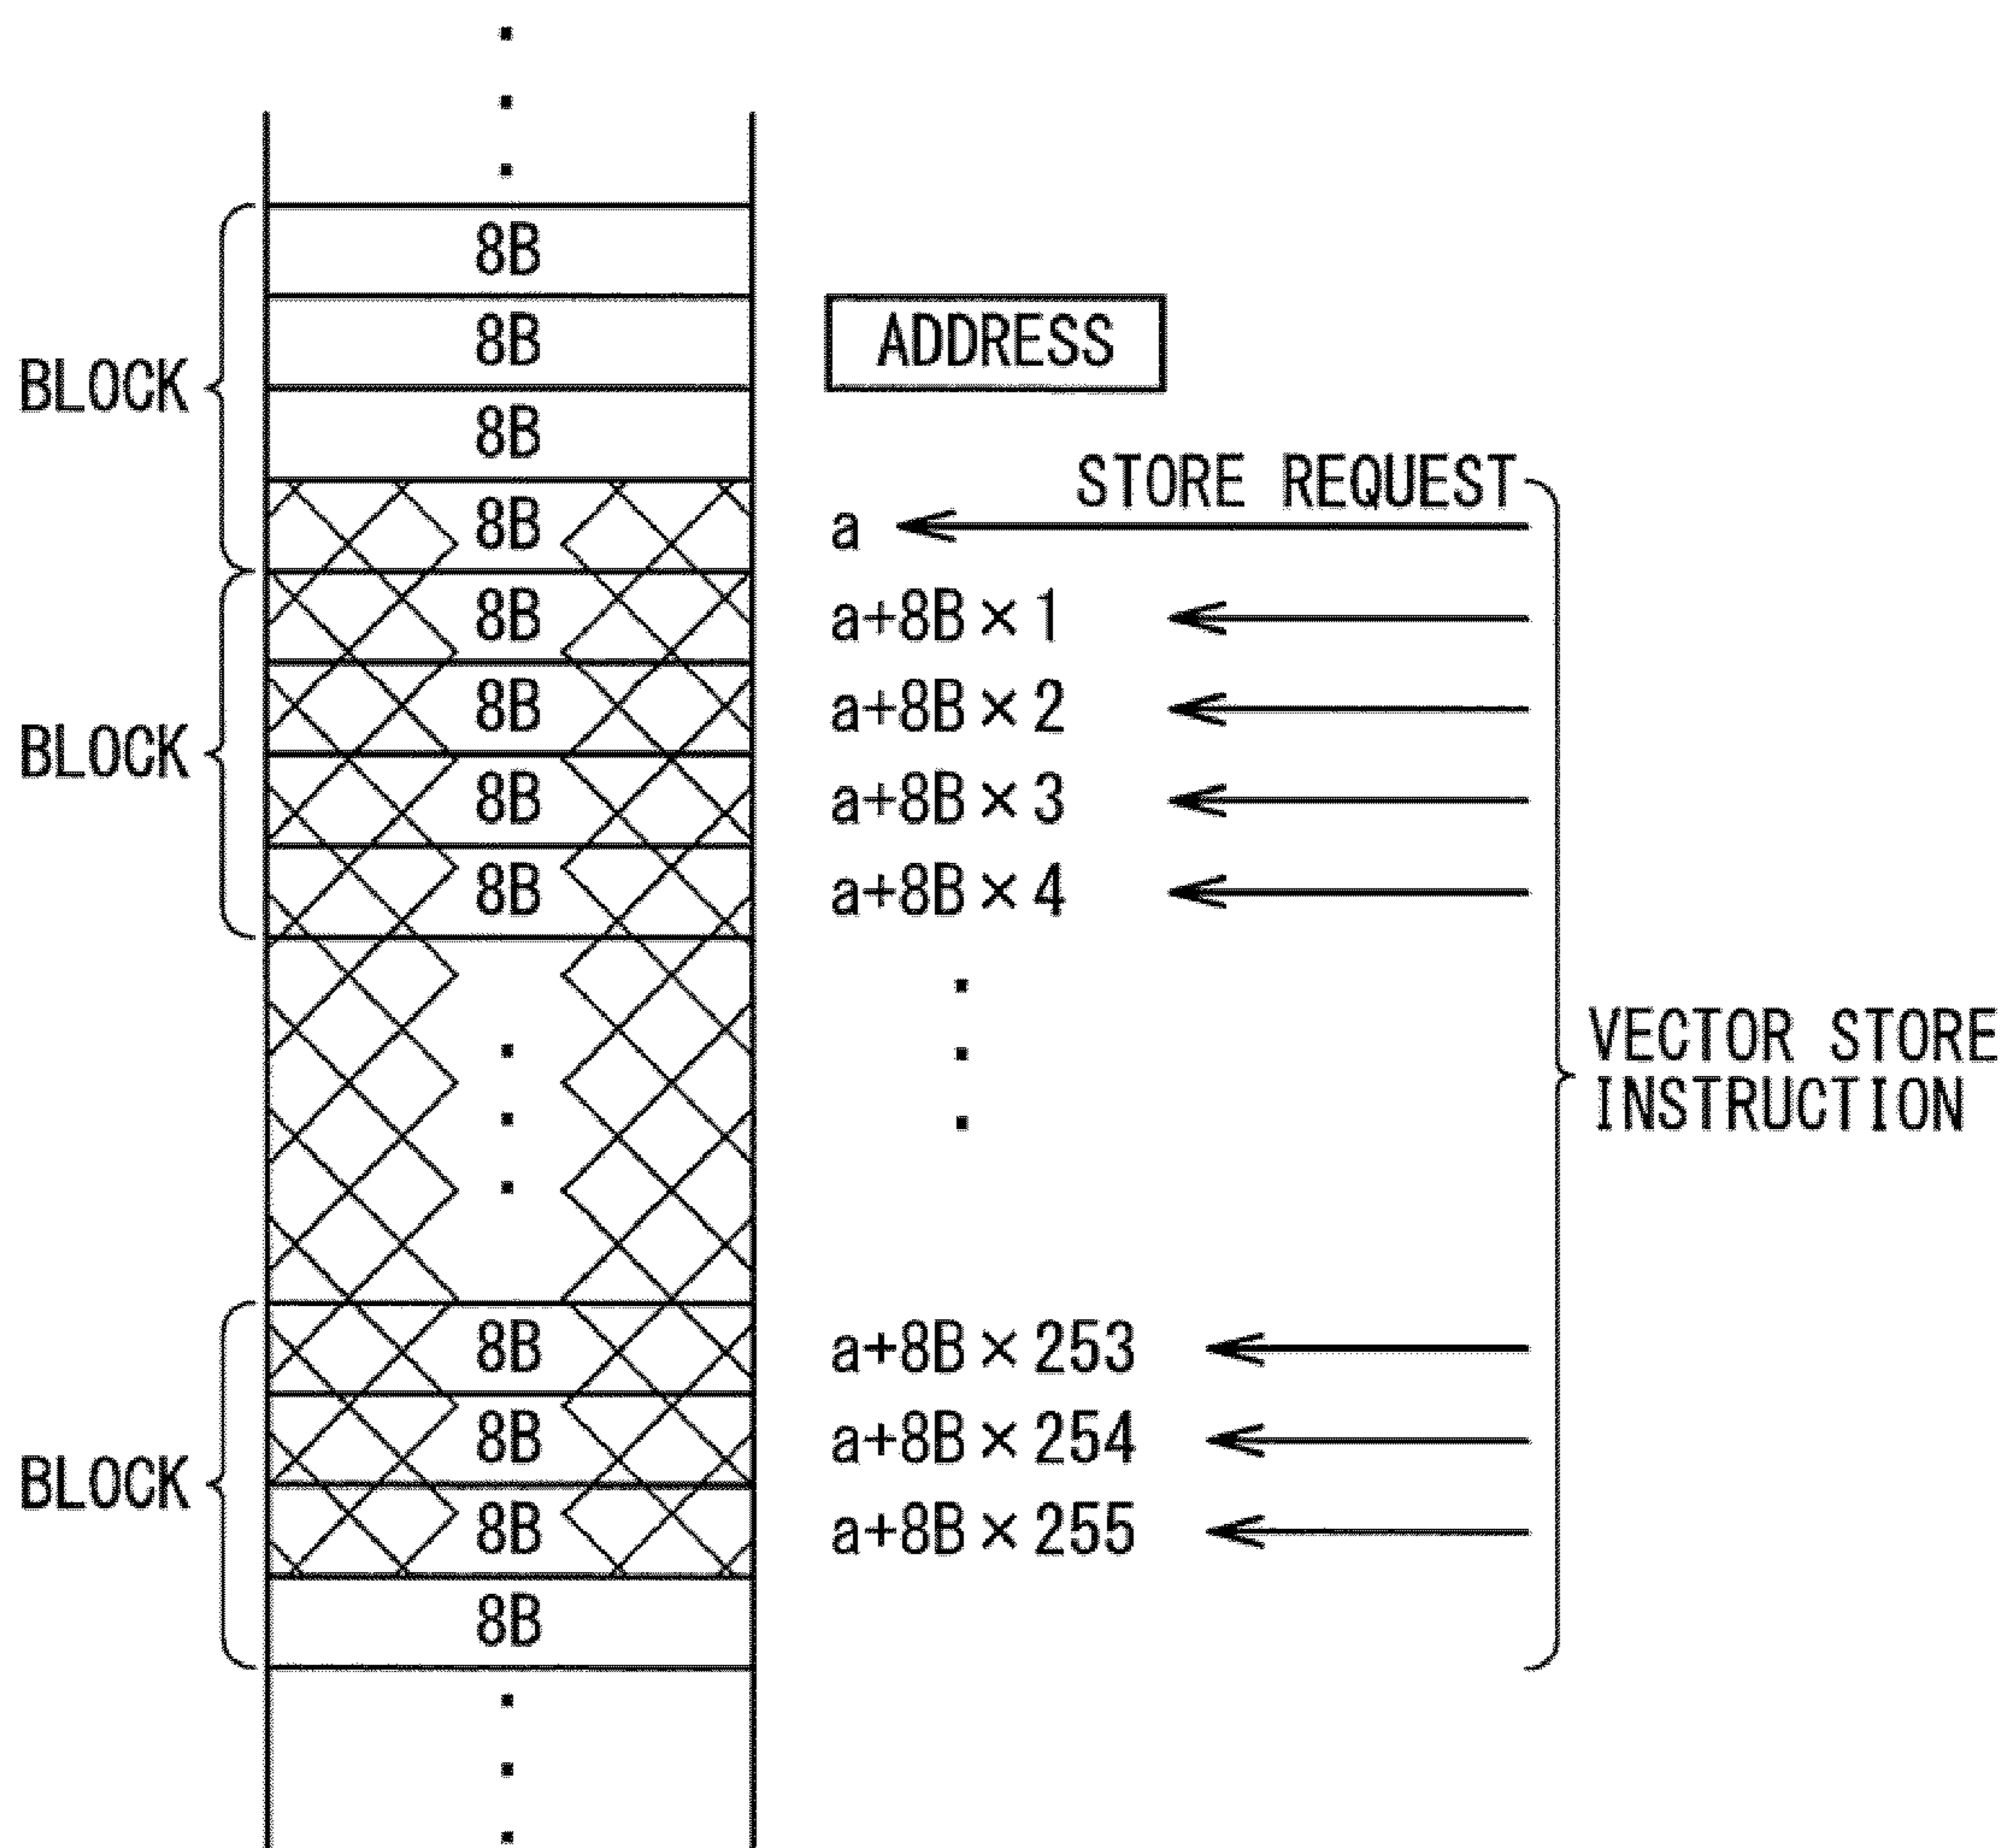 8B
8B
ADDRESS
BLOCK
8B
STORE REQUEST
8B
a
8B
a+8B×1
8B
a+8B×2
BLOCK
8B
a+8B×3
8B
a+8B×4
VECTOR STORE
INSTRUCTION
8B
a+8B×253
8B
a+8B×254
BLOCK
8B
a+8B×255
8B